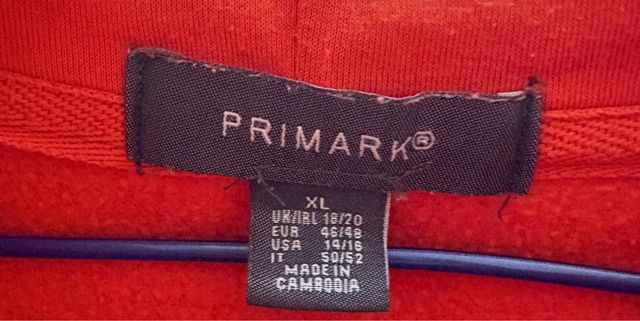 PRIMARK®
XL
UK/IRL 18/20
EUR 46/48
USA 14/16
IT 50/52
MADE IN
CAMBODIA